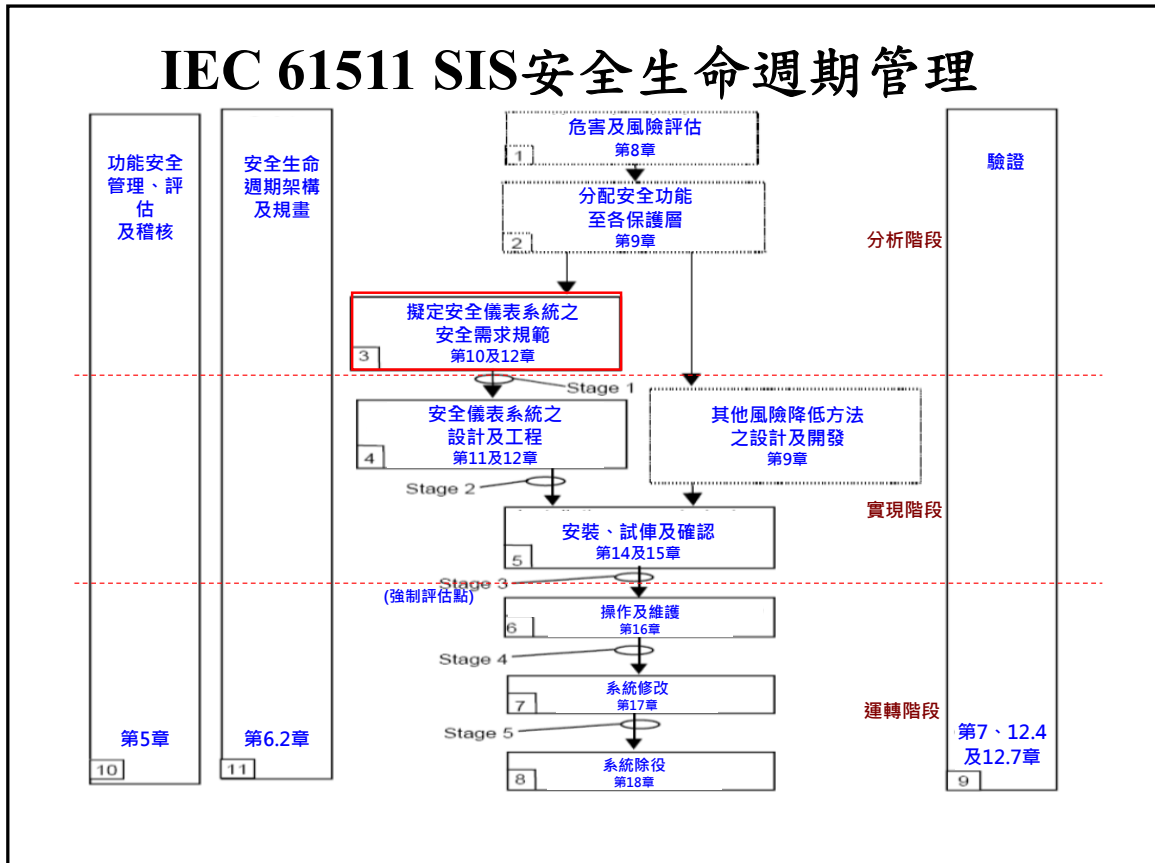 IEC 61511 SIS安全生命週期管理
功能安全
管理、評
估
及稽核
第5章
10
安全生命
週期架構
及規畫
第6.2章
11
危害及風險評估
第8章
1
分配安全功能
至各保護層
第9章
2
分析階段
擬定安全儀表系統之
安全需求規範
第10及12章
3
Stage 1
安全儀表系統之
設計及工程
第11及12章
4
其他風險降低方法
之設計及開發
第9章
Stage 2
實現階段
安裝、試俥及確認
第14及15章
5
Stage 3
(強制評估點)
操作及維護
第16章
6
Stage 4
系統修改
第17章
7
運轉階段
Stage 5
系統除役
第18章
8
驗證
第7、12.4
及12.7章
9